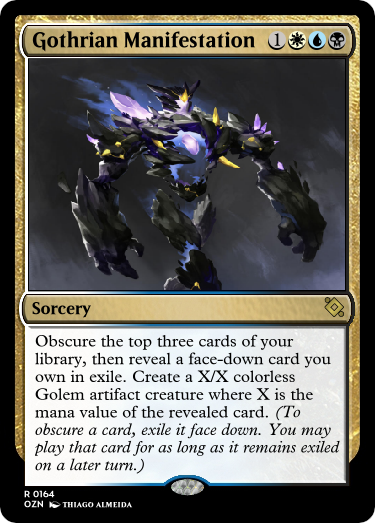 Gothrian Manifestation 1
Sorcery
Obscure the top three cards of your
library, then reveal a face-down card you
own in exile. Create a X/X colorless
Golem artifact creature where X is the
mana value of the revealed card. (To
obscure a card, exile it face down. You may
play that card for as long as it remains exiled
on a later turn.)
R 0164
OZN THIAGO ALMEIDA